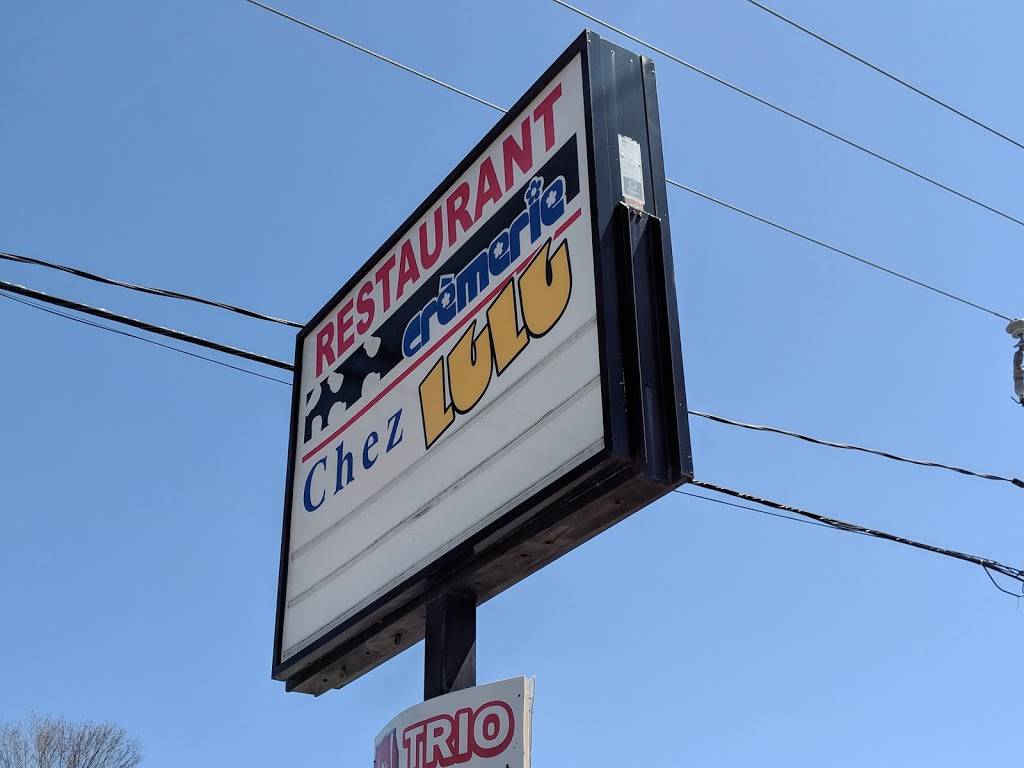 RESTAURANT
crèmerie
Chez LULU
TRIO